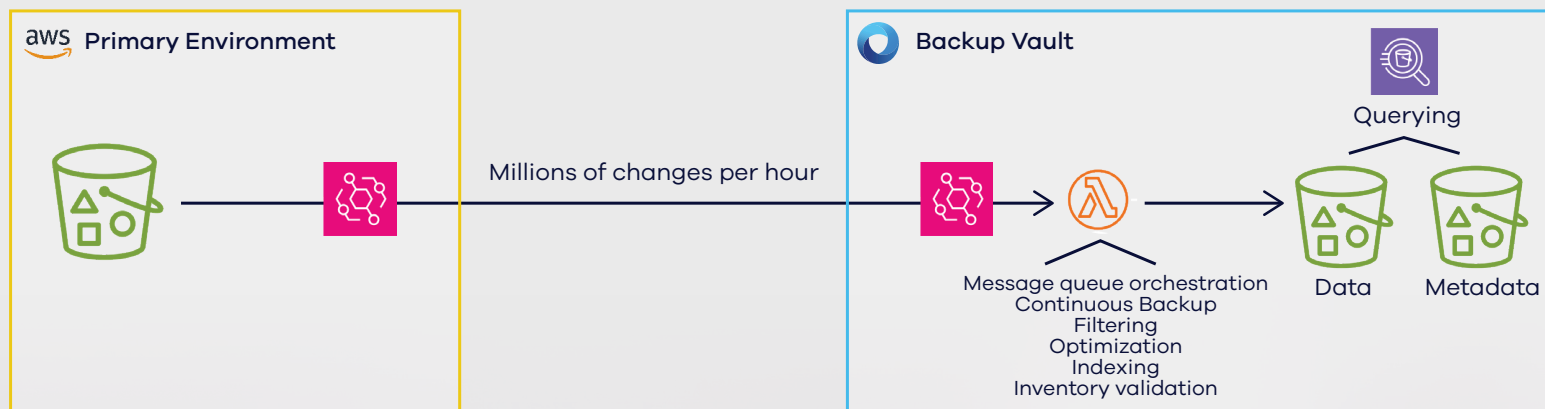 aws Primary Environment
Backup Vault
Querying
Millions of changes per hour
Message queue orchestration
Continuous Backup
Filtering
Optimization
Indexing
Inventory validation
Data
Metadata